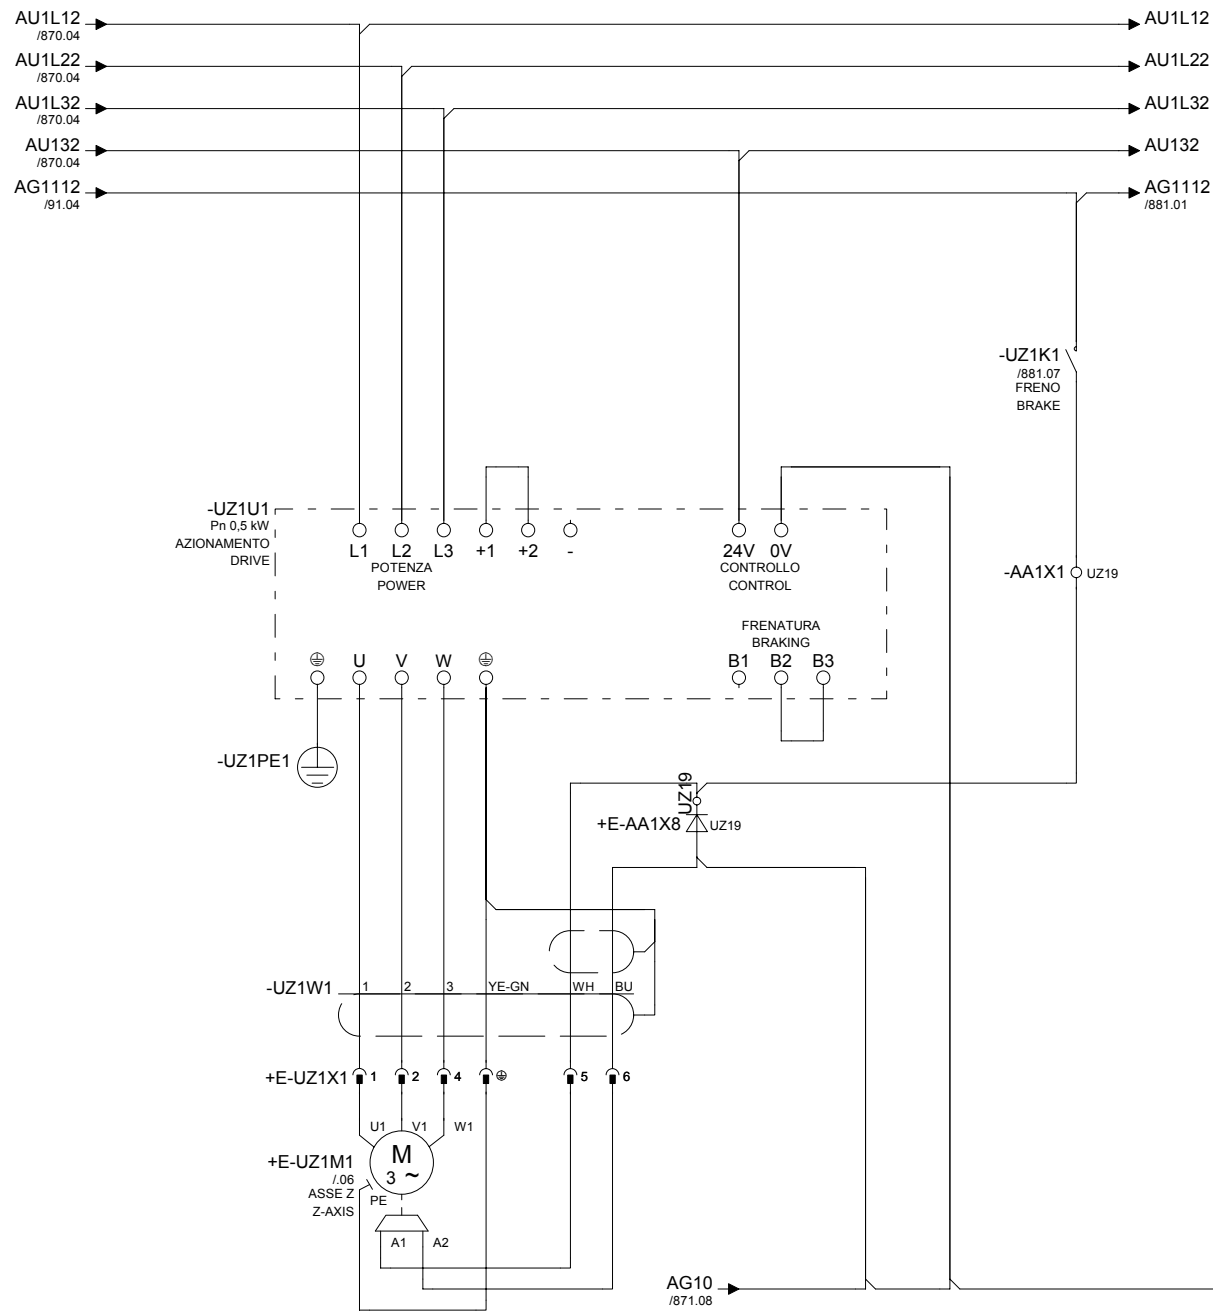 AU1L12
/870.04
AU1L12
AU1L22
/870.04
AU1L22
AU1L32
/870.04
AU1L32
AU132
/870.04
AU132
AG1112
/91.04
AG1112
/881.01
-UZ1K1
/881.07
FRENO
BRAKE
-UZ1U1
Pn 0,5 kW
AZIONAMENTO
DRIVE
L1 L2 L3 +1 +2 - 24V 0V
POTENZA
POWER
CONTROLLO
CONTROL
-AA1X1 UZ19
FRENATURA
BRAKING
U V W B1 B2 B3
-UZ1PE1
UZ19
+E-AA1X8 UZ19
-UZ1W1 1 2 3 YE-GN WH BU
+E-UZ1X1 1 2 4 5 6
U1 V1 W1
+E-UZ1M1
/.06
ASSE Z
Z-AXIS
M
3 ~
PE
A1 A2
AG10
/871.08